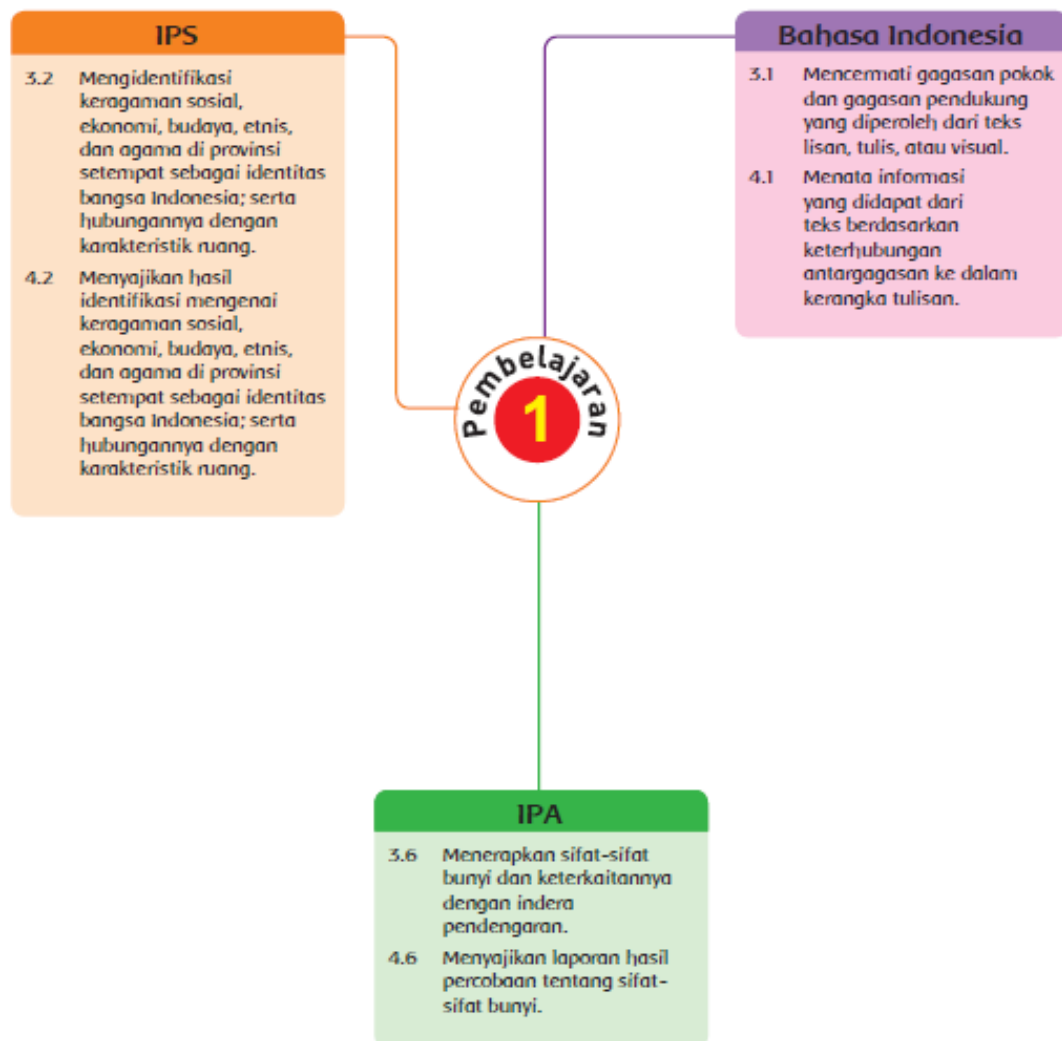 IPS
3.2 Mengidentifikasi
keragaman sosial,
ekonomi, budaya, etnis,
dan agama di provinsi
setempat sebagai identitas
bangsa Indonesia; serta
hubungannya dengan
karakteristik ruang.
4.2 Menyajikan hasil
identifikasi mengenai
keragaman sosial,
ekonomi, budaya, etnis,
dan agama di provinsi
setempat sebagai identitas
bangsa Indonesia; serta
hubungannya dengan
karakteristik ruang.
Bahasa Indonesia
3.1 Mencermati gagasan pokok
dan gagasan pendukung
yang diperoleh dari teks
lisan, tulis, atau visual.
4.1 Menata informasi
yang didapat dari
teks berdasarkan
keterhubungan
antargagasan ke dalam
kerangka tulisan.
Pembelajaran
1
IPA
3.6 Menerapkan sifat-sifat
bunyi dan keterkaitannya
dengan indera
pendengaran.
4.6 Menyajikan laporan hasil
percobaan tentang sifat-
sifat bunyi.